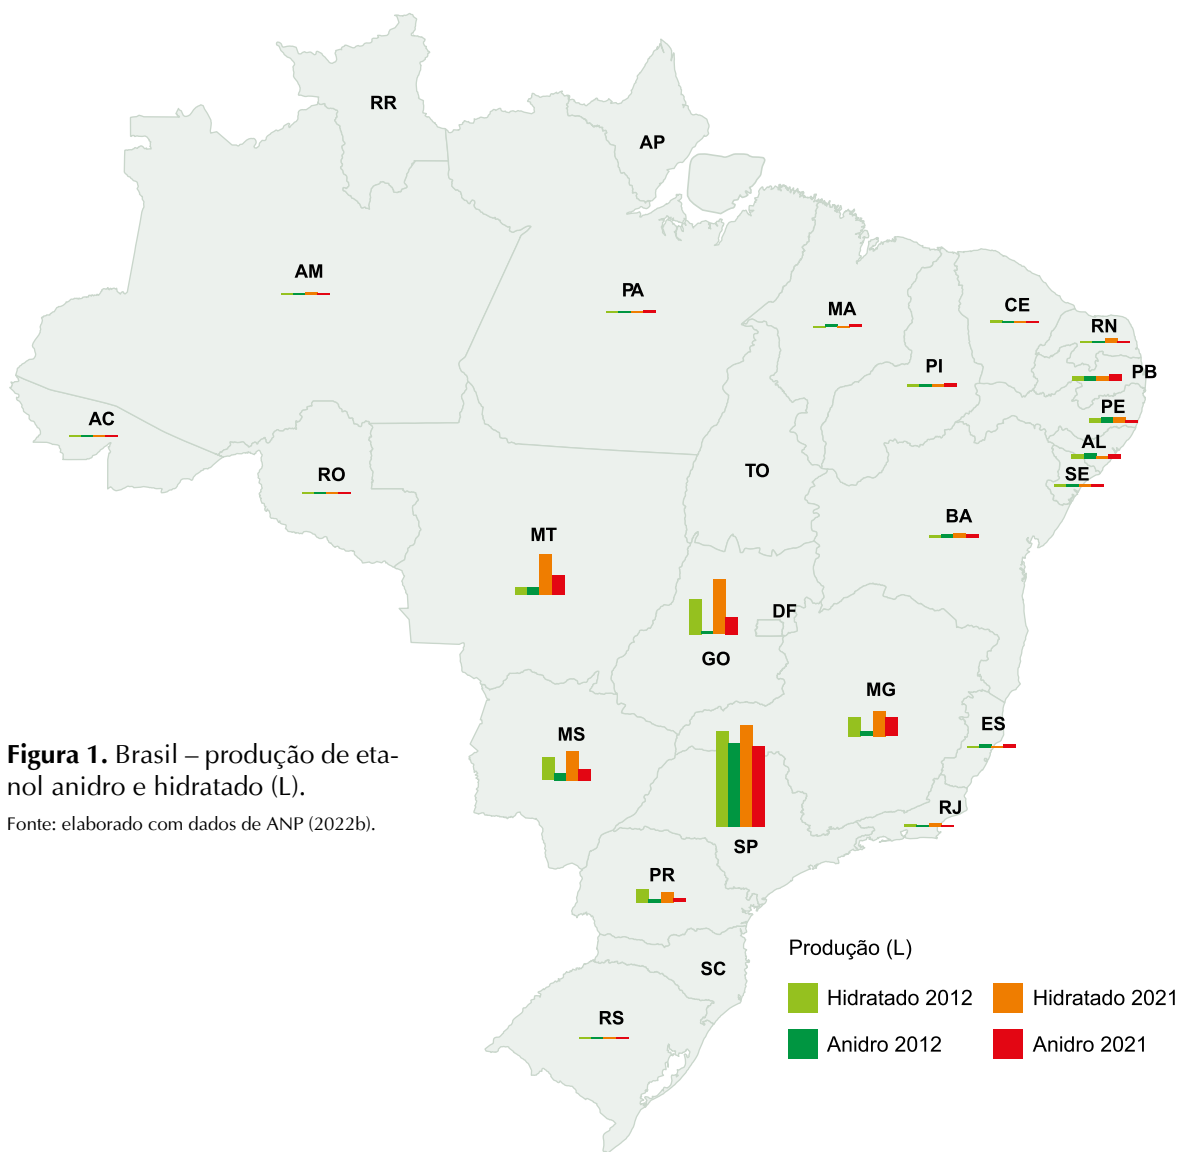 RR
AP
AM
PA
MA
CE
RN
PI
PB
PE
AC
AL
RO
TO
SE
BA
MT
DF
GO
MG
ES
MS
Figura 1. Brasil – produção de eta-
nol anidro e hidratado (L).
Fonte: elaborado com dados de ANP (2022b).
RJ
SP
PR
SC
RS
Produção (L)
Hidratado 2012
Hidratado 2021
Anidro 2012
Anidro 2021